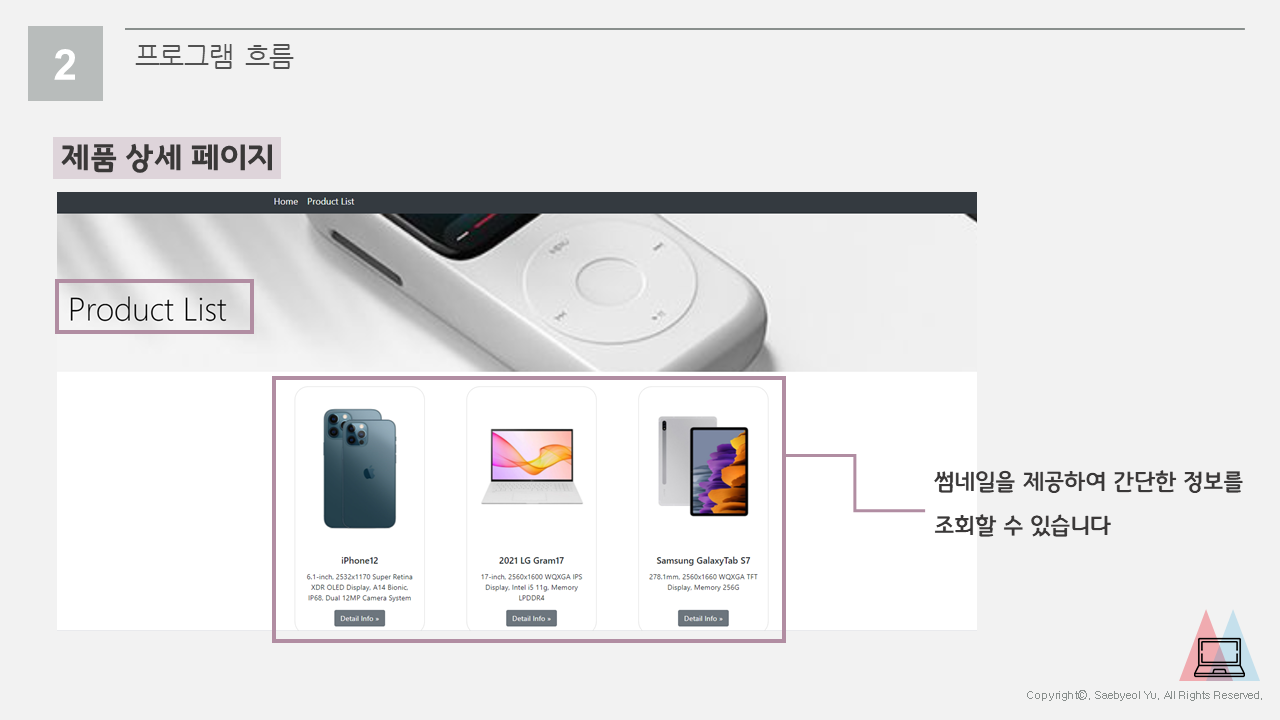 2
프로그램 흐름
제품 상세 페이지
Home Product List
MENU
Product List
iPhone12
6.1-inch, 2532x1170 Super Retina
XDR OLED Display, A14 Bionic,
IP68, Dual 12MP Camera System
Detail Info »
2021 LG Gram17
17-inch, 2560x1600 WQXGA IPS
Display, Intel i5 11g, Memory
LPDDR4
Detail Info »
Samsung GalaxyTab S7
278.1mm, 2560x1660 WQXGA TFT
Display, Memory 256G
Detail Info »
썸네일을 제공하여 간단한 정보를
조회할 수 있습니다
Copyright©. Saebyeol Yu. All Rights Reserved.